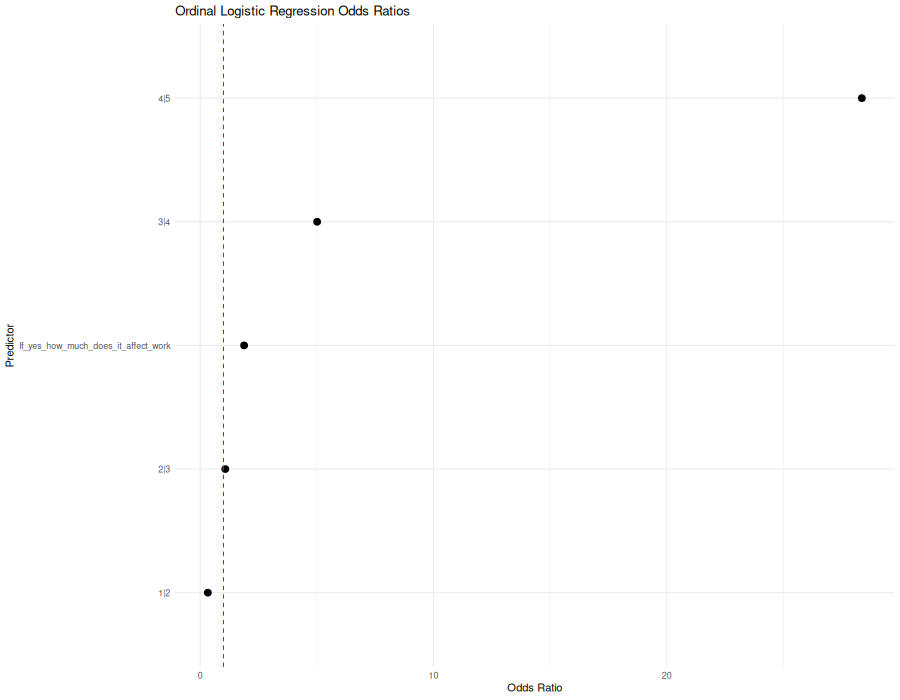 Ordinal Logistic Regression Odds Ratios
4|5
3|4
If_yes_how_much_does_it_affect_work
2|3
1|2
Predictor
0 10 20
Odds Ratio